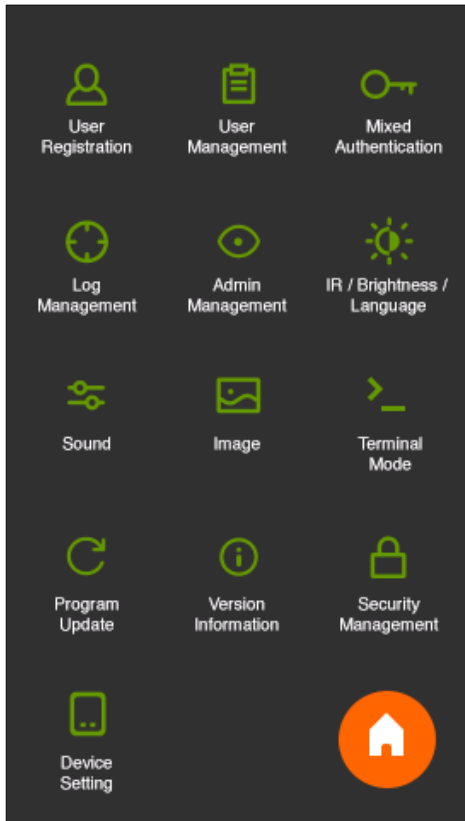 User
Registration
User
Management
Mixed
Authentication
Log
Management
Admin
Management
IR / Brightness /
Language
Sound
Image
Terminal
Mode
Program
Update
Version
Information
Security
Management
Device
Setting